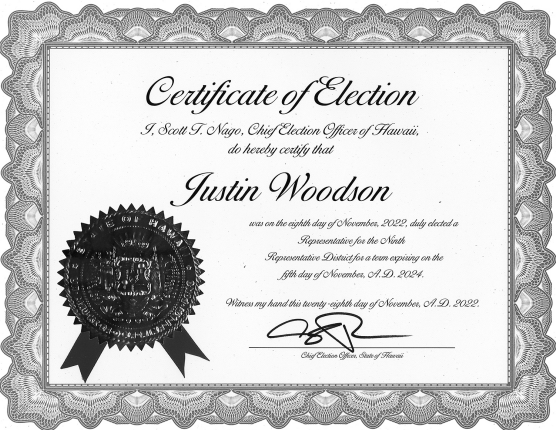 Certificate of Election
I, Scott T. Nago, Chief Election Officer of Hawaii,
do hereby certify that
Justin Woodson
was on the eighth day of November, 2022, duly elected a
Representative for the Ninth
Representative District for a term expiring on the
fifth day of November, A.D. 2024.
Witness my hand this twenty-eighth day of November, A.D. 2022.
Chief Election Officer, State of Hawaii